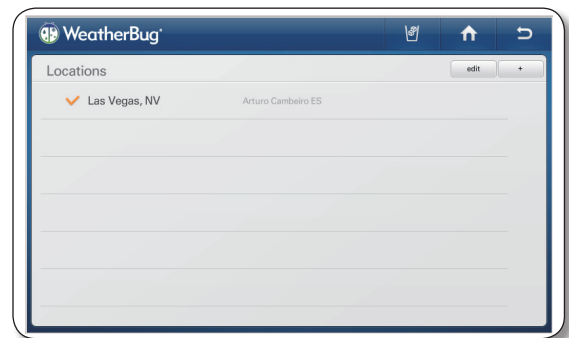 WeatherBug®
Locations
edit
+
Las Vegas, NV
Arturo Cambeiro ES